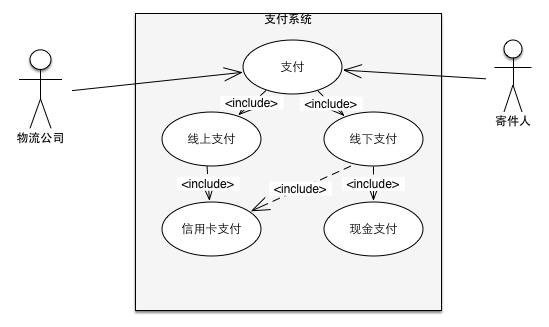 支付系统
支付
<include>
<include>
物流公司
寄件人
线上支付
线下支付
<include>
<include>
<include>
信用卡支付
现金支付